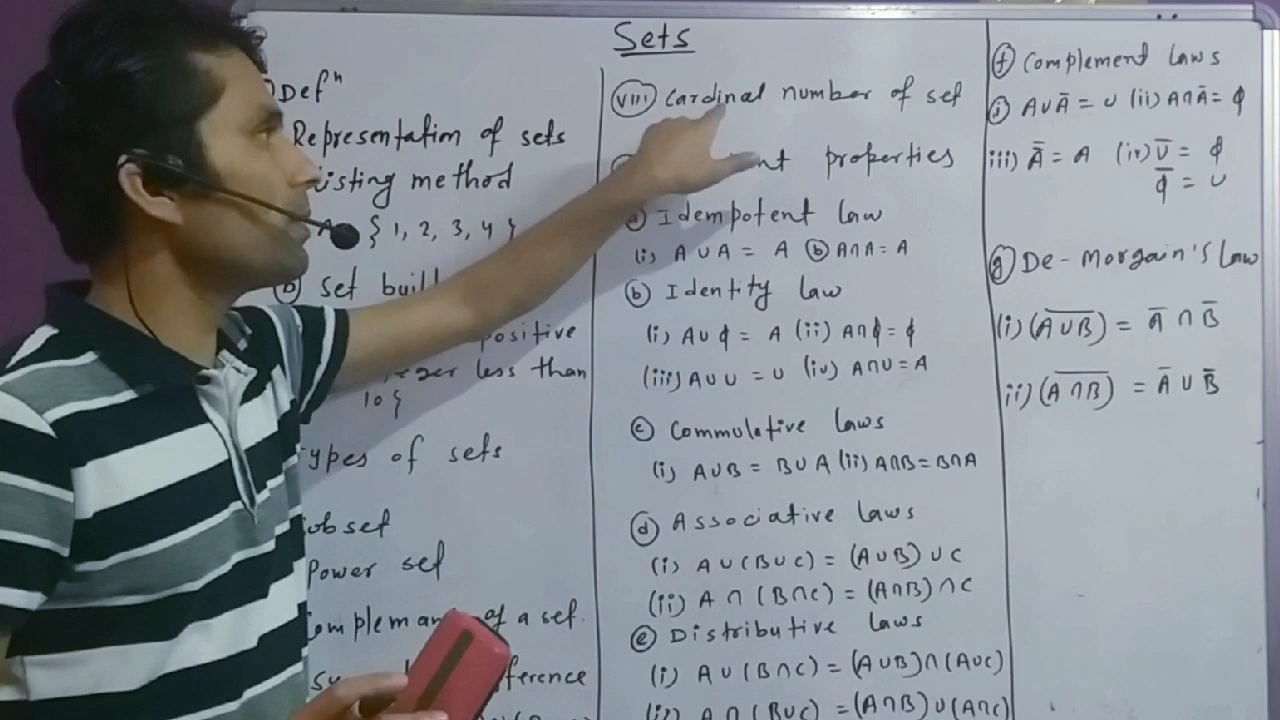 Sets
Defⁿ
Representation of sets
isting method
{ 1, 2, 3, 4 }
(b) Set buil
positive
less than
10 {
ypes of sets
ubset
Power set
of a set.
ference
(viii) Cardinal number of set
nt properties
(a) Idempotent law
(i) A ∪ A = A (b) A∩A = A
(b) Identity law
(i) A∪ϕ = A (ii) A∩ϕ = ϕ
(iii) A∪U = U (iv) A∩U = A
(c) Commulative laws
(i) A∪B = B∪A (ii) A∩B = B∩A
(d) Associative laws
(i) A∪(B∪C) = (A∪B)∪C
(ii) A∩(B∩C) = (A∩B)∩C
(e) Distributive laws
(i) A∪(B∩C) = (A∪B)∩(A∪C)
(ii) A∩(B∪C) = (A∩B)∪(A∩C)
(f) Complement laws
(i) A∪A̅ = U (ii) A∩A̅ = ϕ
iii) A̅ = A (iv) U̅ = ϕ
ϕ̅ = U
(g) De-morgain's Law
(i) (A̅ ∪ B̅) = A̅ ∩ B̅
ii) (A̅ ∩ B̅) = A̅ ∪ B̅